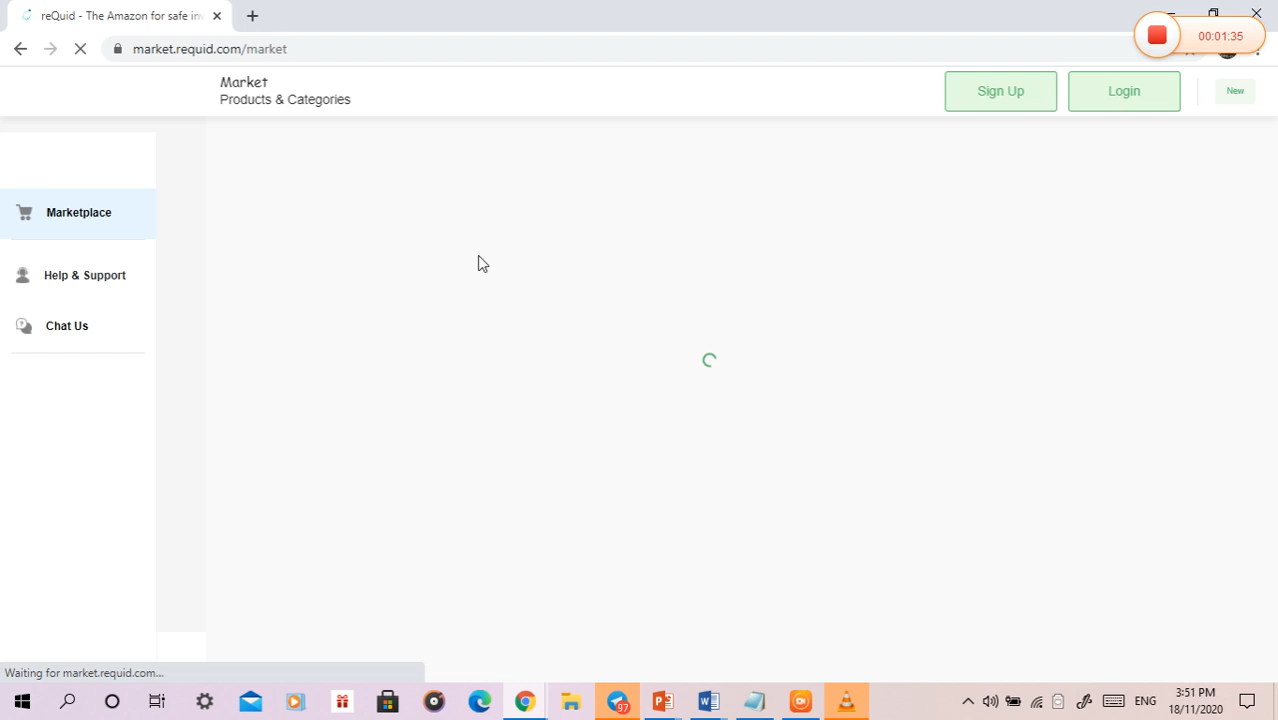 reQuid - The Amazon for safe inv
00:01:35
market.requid.com/market
Market
Products & Categories
Sign Up
Login
New
Marketplace
Help & Support
Chat Us
Waiting for market.requid.com...
97
ENG
3:51 PM
18/11/2020